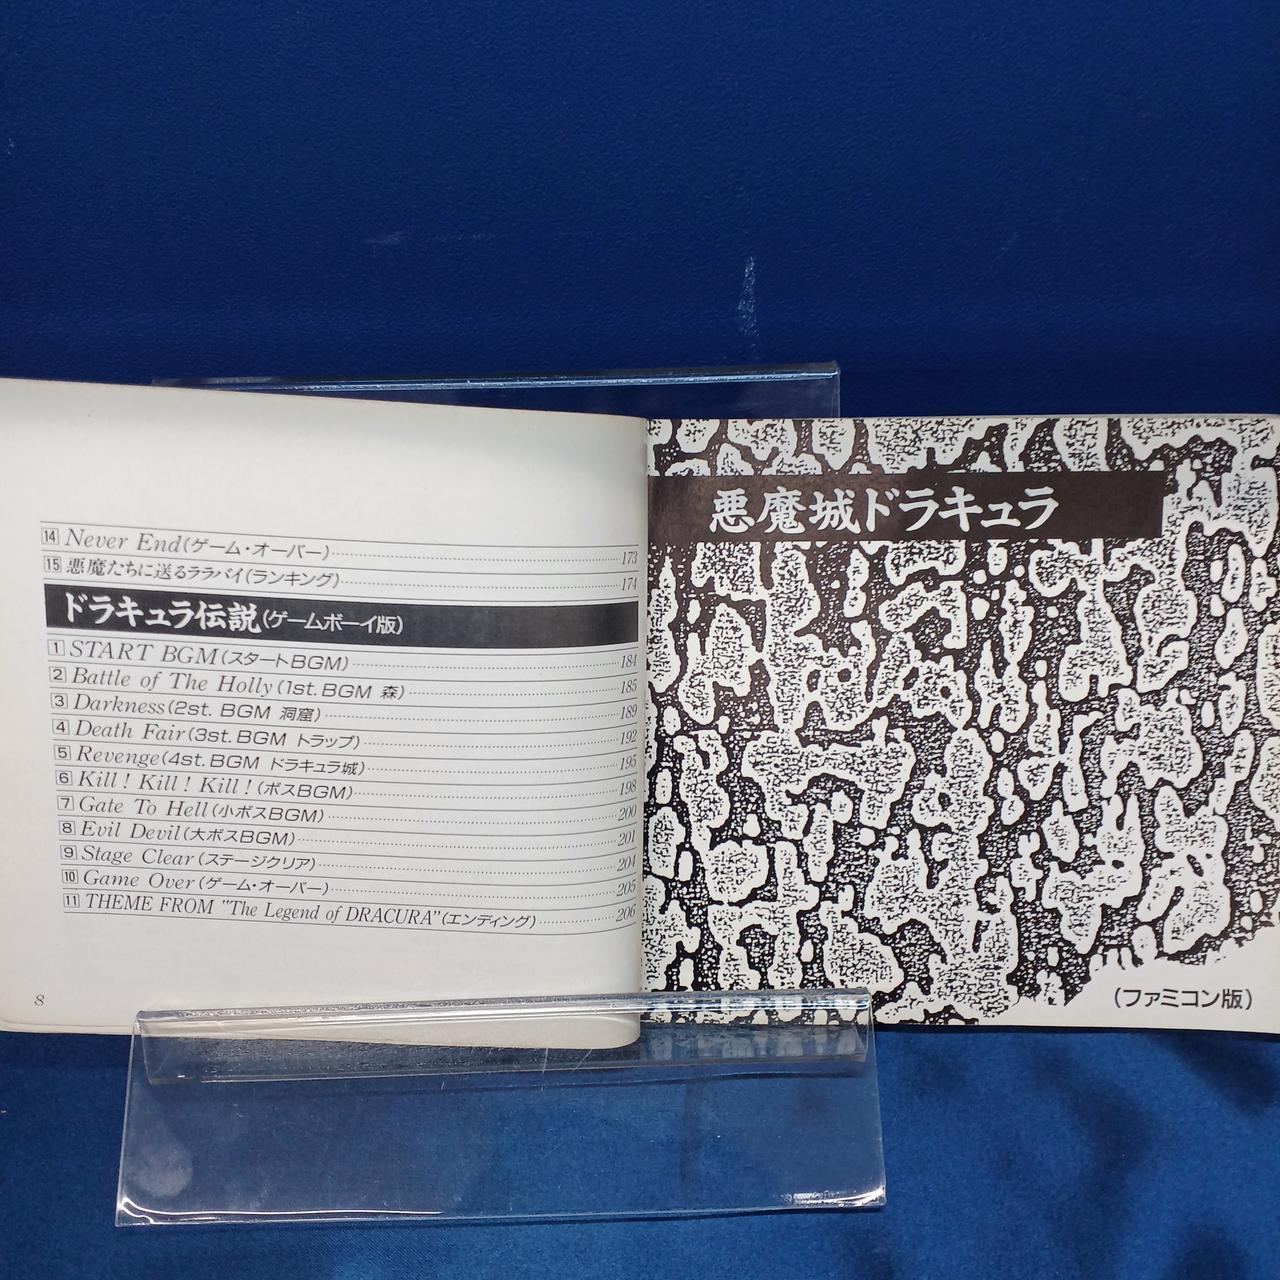 14 Never End(ゲーム・オーバー)……173
15 悪魔たちに送るララバイ(ランキング)……174
ドラキュラ伝説(ゲームボーイ版)
1 START BGM(スタートBGM)……184
2 Battle of The Holly(1st. BGM 森)……185
3 Darkness(2st. BGM 洞窟)……189
4 Death Fair(3st. BGM トラップ)……192
5 Revenge(4st. BGM ドラキュラ城)……195
6 Kill! Kill! Kill!(ボスBGM)……198
7 Gate To Hell(小ボスBGM)……200
8 Evil Devil(大ボスBGM)……201
9 Stage Clear(ステージクリア)……204
10 Game Over(ゲーム・オーバー)……205
11 THEME FROM "The Legend of DRACURA"(エンディング)……206
8
悪魔城ドラキュラ
(ファミコン版)